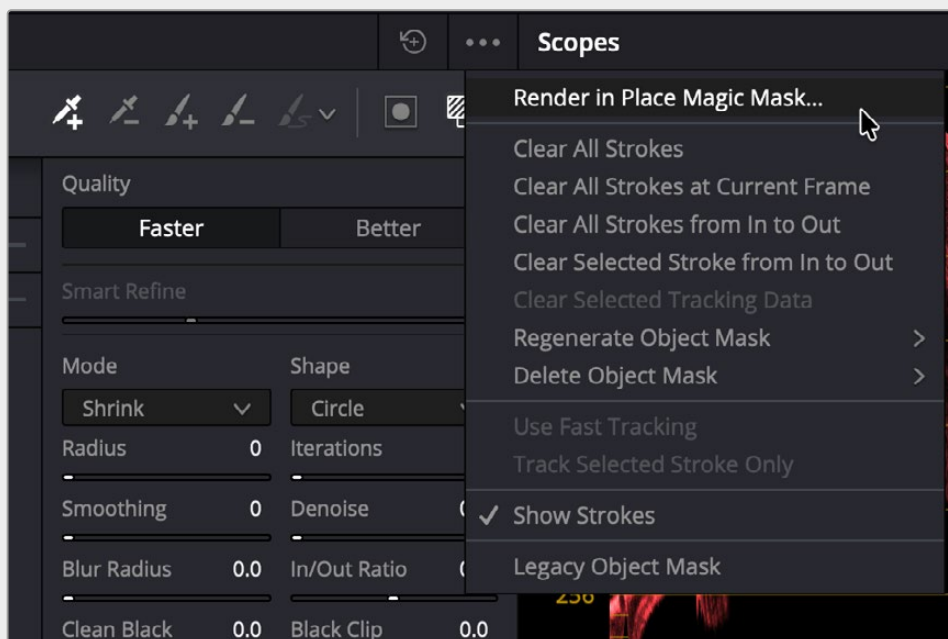 Scopes
Render in Place Magic Mask...
Clear All Strokes
Clear All Strokes at Current Frame
Clear All Strokes from In to Out
Clear Selected Stroke from In to Out
Clear Selected Tracking Data
Regenerate Object Mask
Delete Object Mask
Use Fast Tracking
Track Selected Stroke Only
Show Strokes
Legacy Object Mask
Quality
Faster Better
Smart Refine
Mode Shape
Shrink Circle
Radius 0 Iterations
Smoothing 0 Denoise
Blur Radius 0.0 In/Out Ratio
Clean Black 0.0 Black Clip 0.0
256